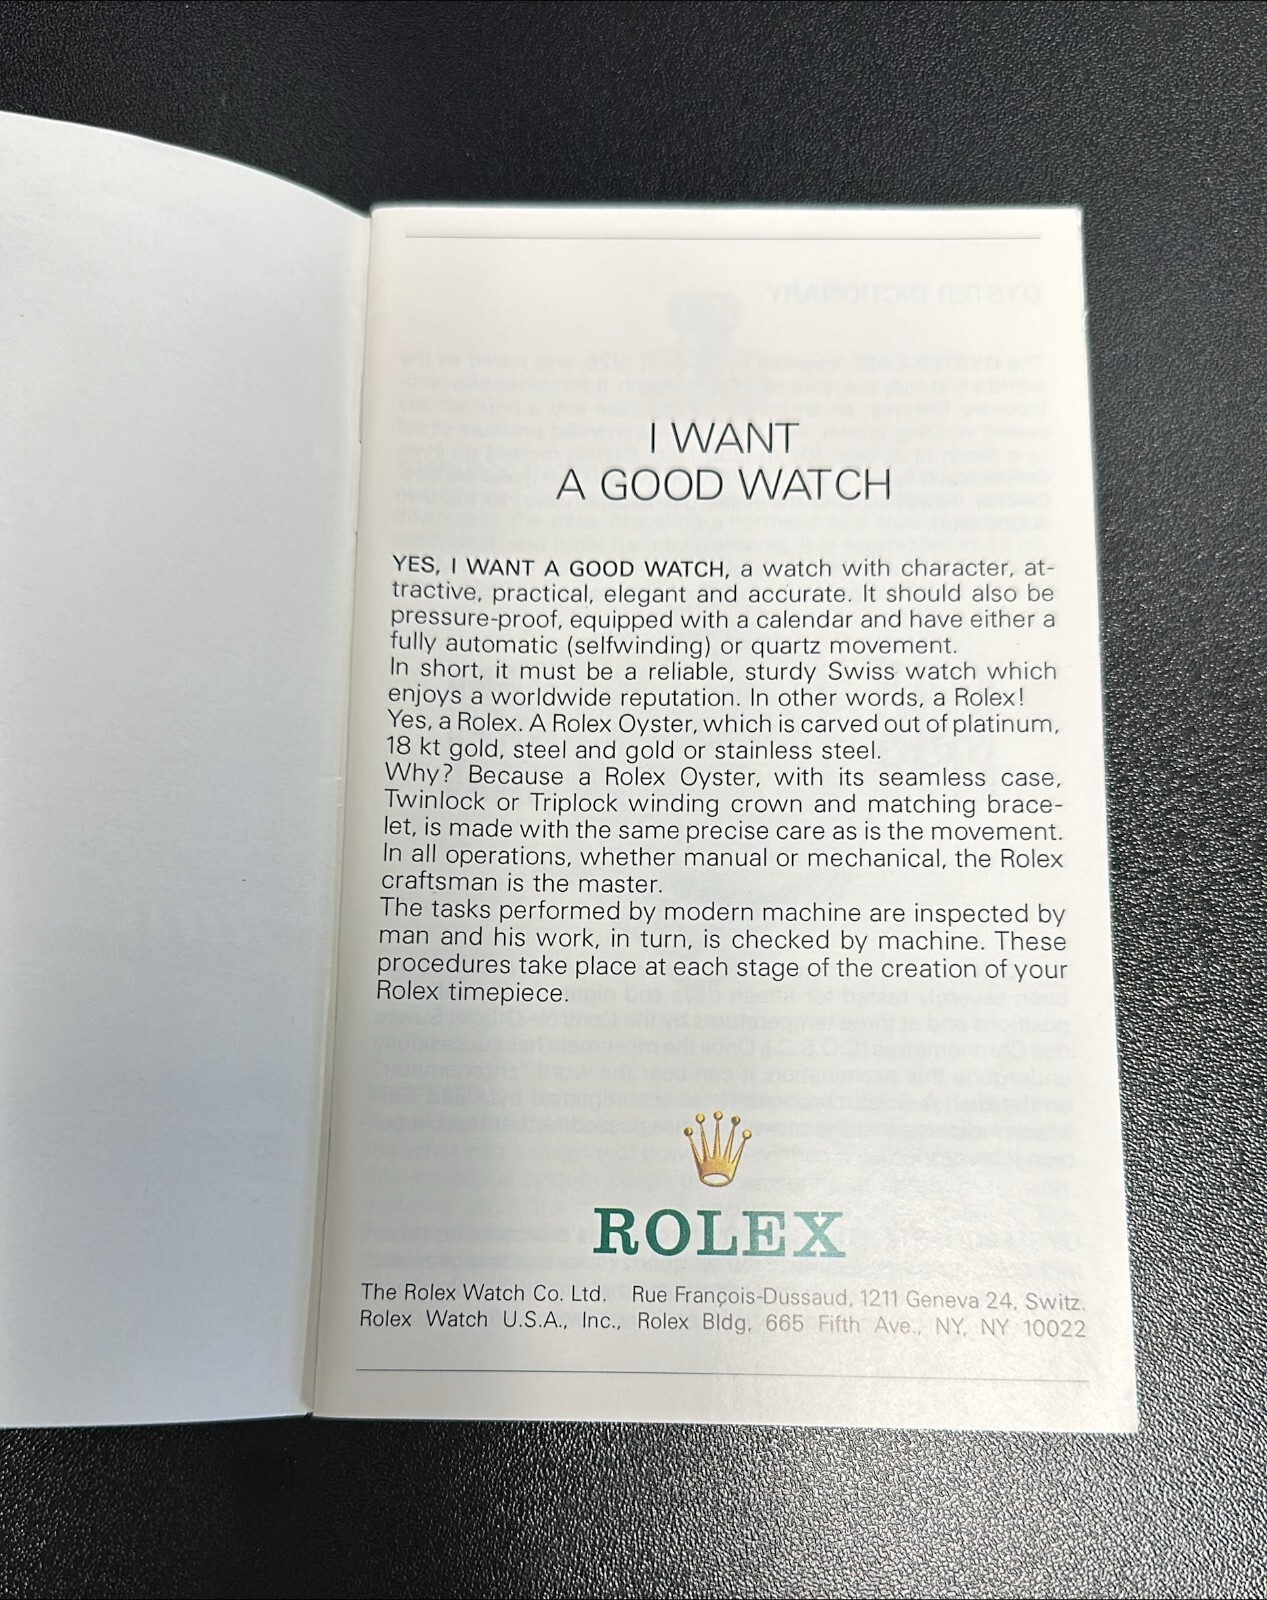 I WANT
A GOOD WATCH
YES, I WANT A GOOD WATCH, a watch with character, at-
tractive, practical, elegant and accurate. It should also be
pressure-proof, equipped with a calendar and have either a
fully automatic (selfwinding) or quartz movement.
In short, it must be a reliable, sturdy Swiss watch which
enjoys a worldwide reputation. In other words, a Rolex!
Yes, a Rolex. A Rolex Oyster, which is carved out of platinum,
18 kt gold, steel and gold or stainless steel.
Why? Because a Rolex Oyster, with its seamless case,
Twinlock or Triplock winding crown and matching brace-
let, is made with the same precise care as is the movement.
In all operations, whether manual or mechanical, the Rolex
craftsman is the master.
The tasks performed by modern machine are inspected by
man and his work, in turn, is checked by machine. These
procedures take place at each stage of the creation of your
Rolex timepiece.
ROLEX
The Rolex Watch Co. Ltd. Rue François-Dussaud, 1211 Geneva 24, Switz.
Rolex Watch U.S.A., Inc., Rolex Bldg, 665 Fifth Ave., NY, NY 10022